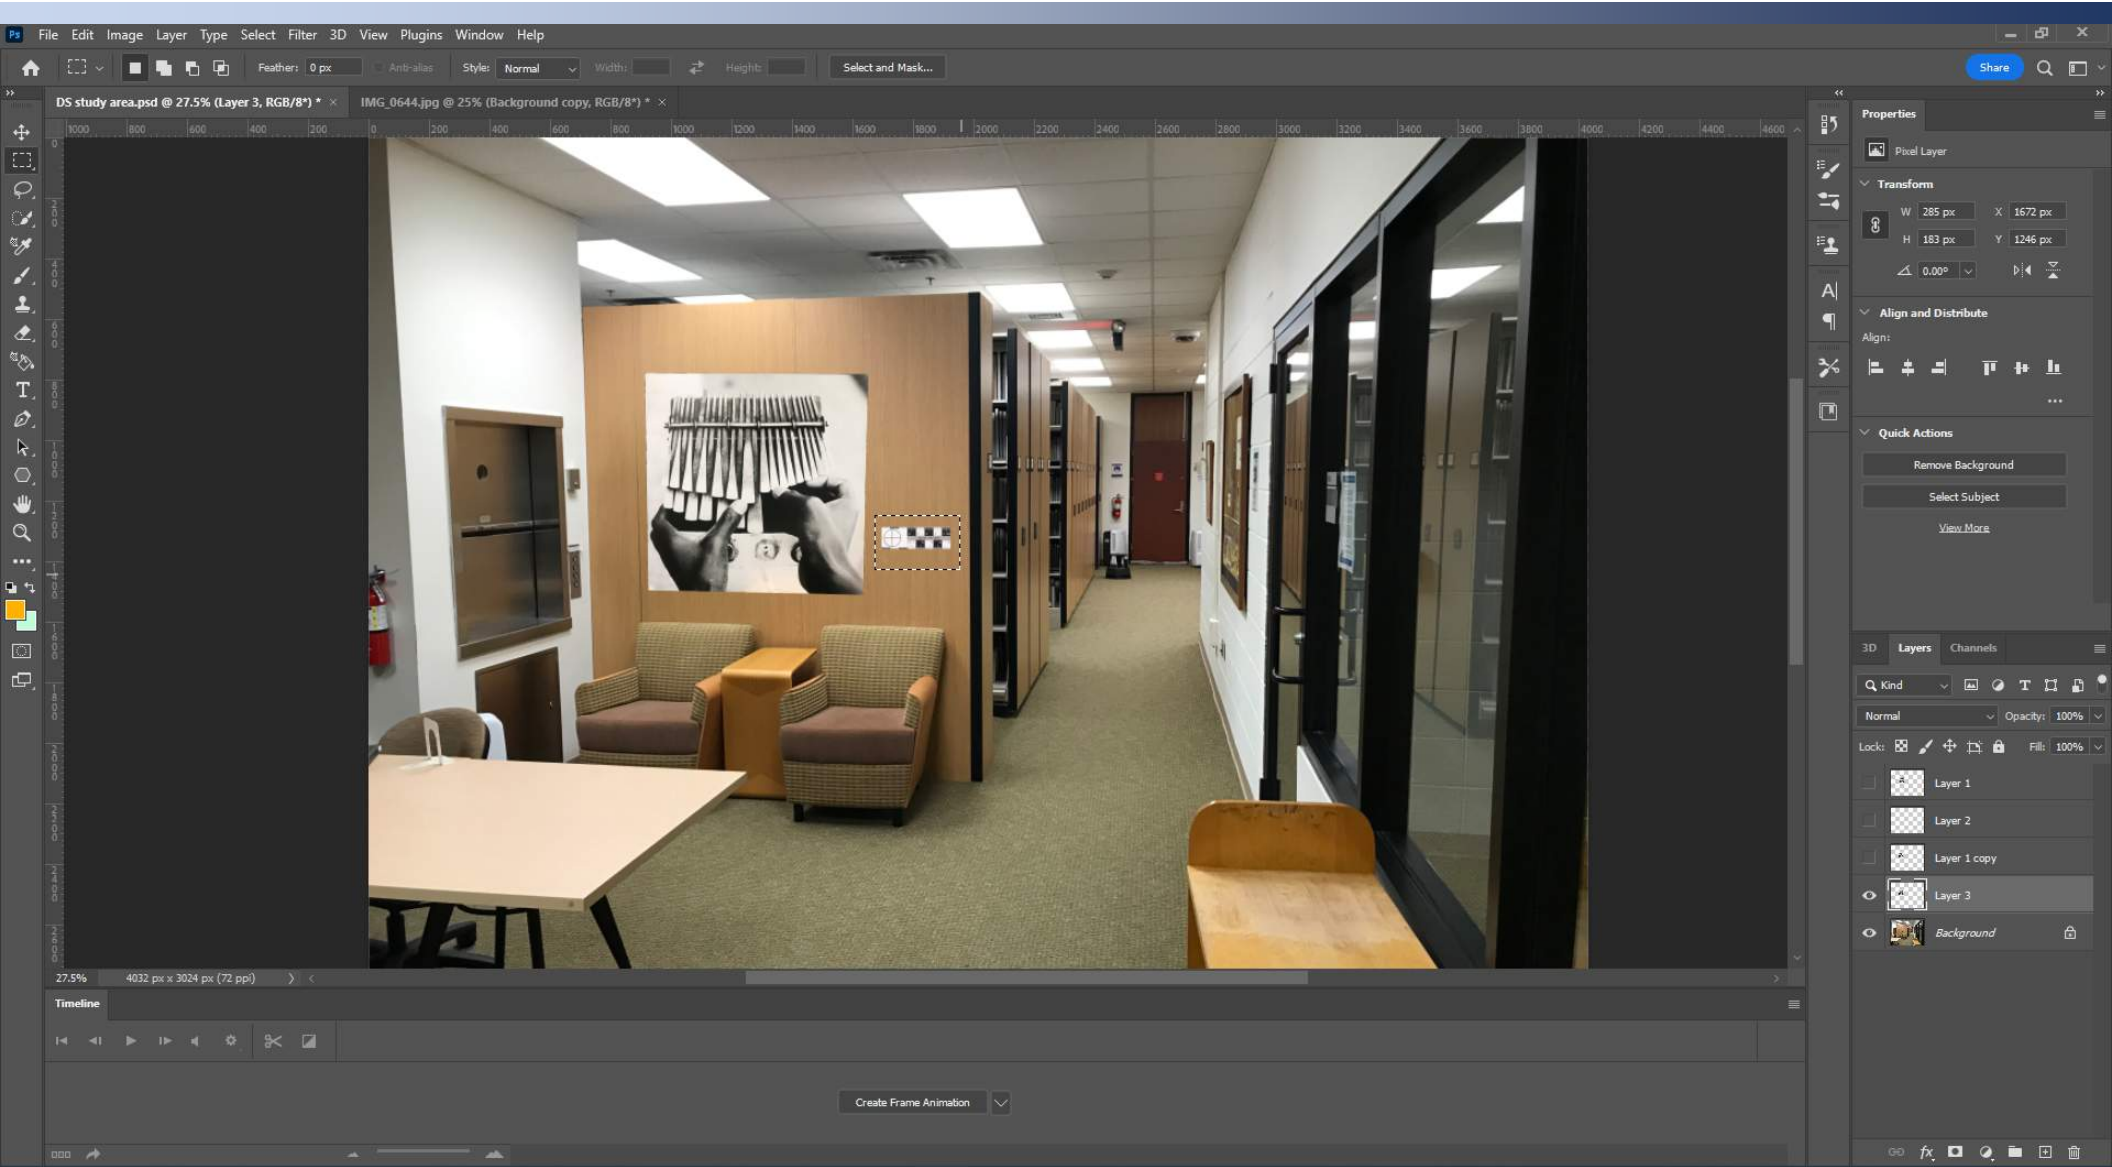 Ps File Edit Image Layer Type Select Filter 3D View Plugins Window Help
Feather: 0 px Anti-alias Style: Normal Width: Height: Select and Mask... Share
DS study area.psd @ 27.5% (Layer 3, RGB/8*) * × IMG_0644.jpg @ 25% (Background copy, RGB/8*) * ×
1000 800 600 400 200 0 200 400 600 800 1000 1200 1400 1600 1800 2000 2200 2400 2600 2800 3000 3200 3400 3600 3800 4000 4200 4400 4600
Properties
Pixel Layer
Transform
W 285 px X 1672 px
H 183 px Y 1246 px
0.00°
Align and Distribute
Align:
Quick Actions
Remove Background
Select Subject
View More
3D Layers Channels
Kind
Normal Opacity: 100%
Lock: Fill: 100%
Layer 1
Layer 2
Layer 1 copy
Layer 3
Background
27.5% 4032 px x 3024 px (72 ppi)
Timeline
Create Frame Animation